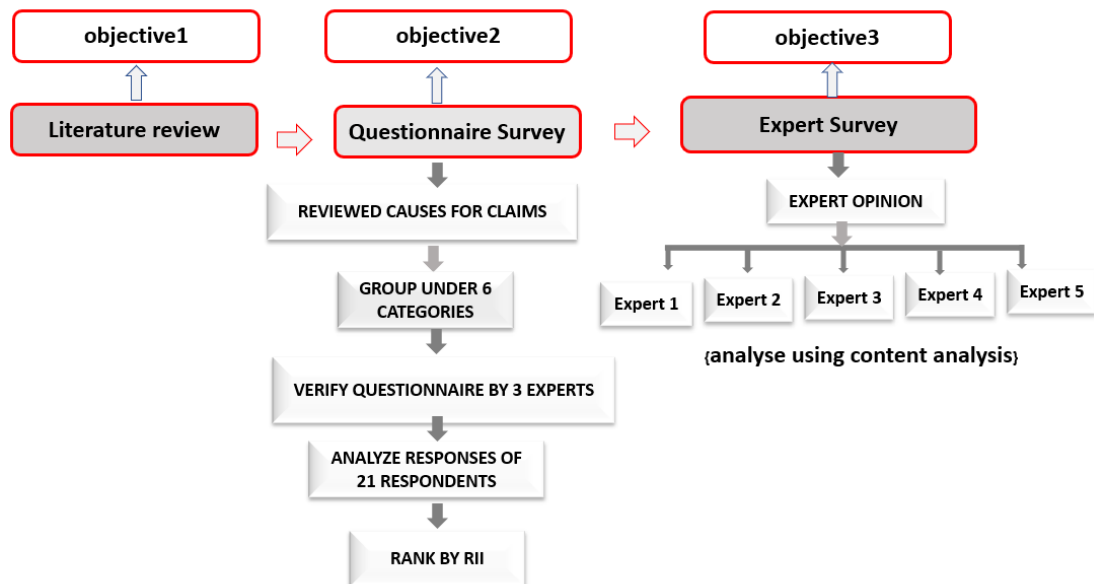 objective1
objective2
objective3
Literature review
Questionnaire Survey
Expert Survey
REVIEWED CAUSES FOR CLAIMS
GROUP UNDER 6
CATEGORIES
VERIFY QUESTIONNAIRE BY 3 EXPERTS
ANALYZE RESPONSES OF
21 RESPONDENTS
RANK BY RII
EXPERT OPINION
Expert 1
Expert 2
Expert 3
Expert 4
Expert 5
{analyse using content analysis}